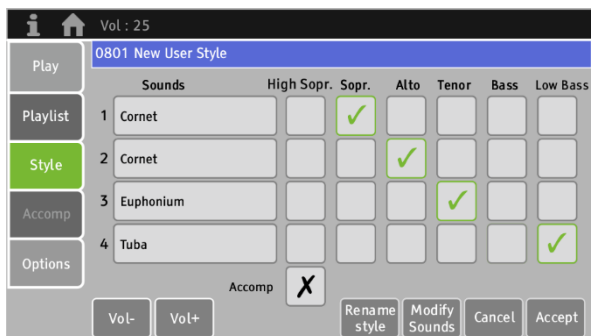 i Vol : 25
Play
0801 New User Style
Sounds High Sopr. Sopr. Alto Tenor Bass Low Bass
Playlist
1 Cornet ✓
Style
2 Cornet ✓
3 Euphonium ✓
Accomp
4 Tuba ✓
Options
Accomp ✗
Vol- Vol+ Rename style Modify Sounds Cancel Accept